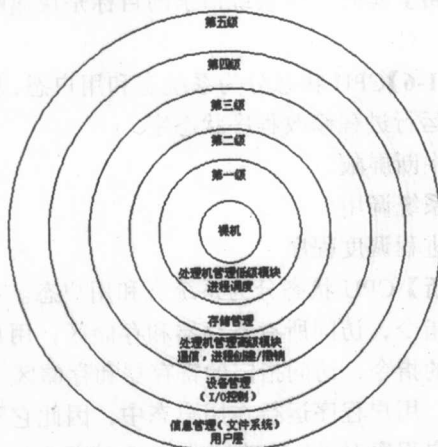 第五级
第四级
第三级
第二级
第一级
裸机
处理机管理低级模块
进程调度
存储管理
处理机管理高级模块
通信，进程创建/撤销
设备管理
（I/O控制）
信息管理（文件系统）
用户层